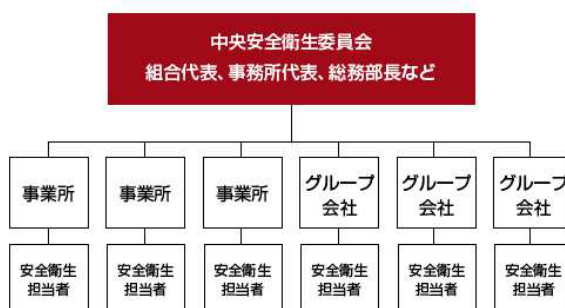 中央安全衛生委員会
組合代表、事務所代表、総務部長など
事業所
事業所
事業所
グループ
会社
グループ
会社
グループ
会社
安全衛生
担当者
安全衛生
担当者
安全衛生
担当者
安全衛生
担当者
安全衛生
担当者
安全衛生
担当者